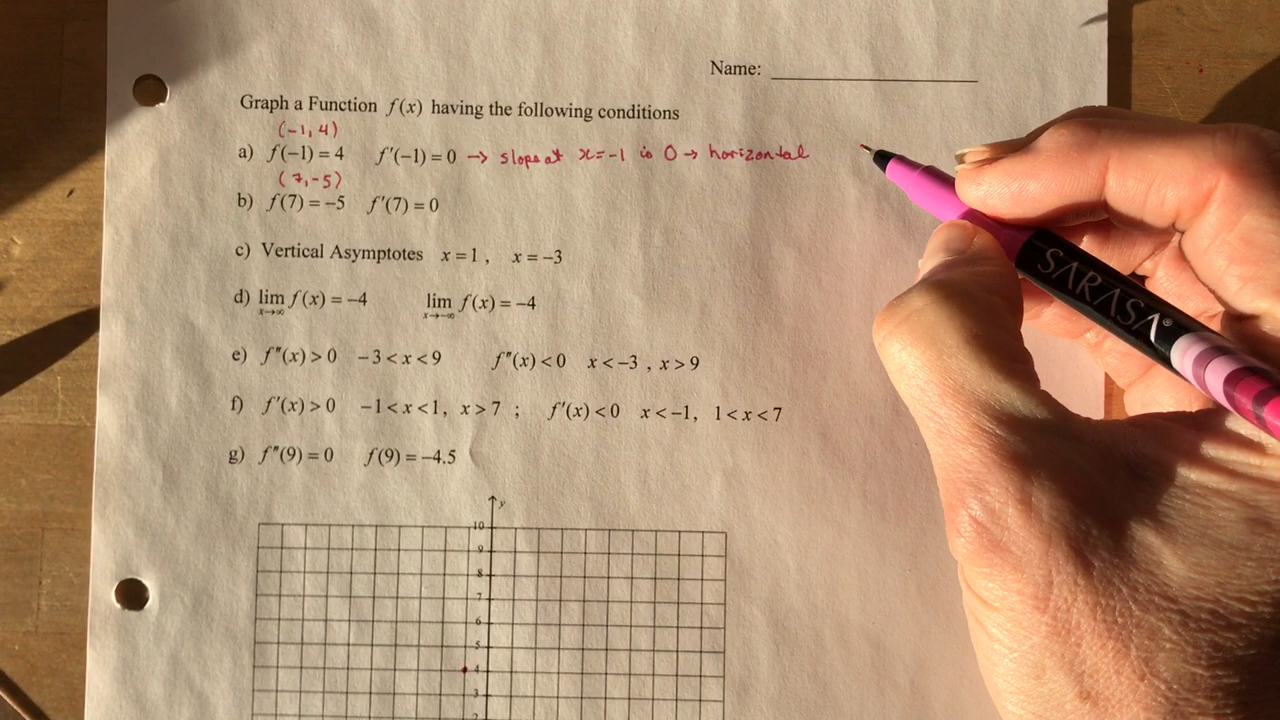 Name: ____________
Graph a Function f(x) having the following conditions
(-1, 4)
a) f(−1) = 4 f′(−1) = 0 → slope at x = -1 is 0 → horizontal
(7, -5)
b) f(7) = −5 f′(7) = 0
c) Vertical Asymptotes x = 1 , x = −3
d) lim x→∞ f(x) = −4 lim x→−∞ f(x) = −4
e) f″(x) > 0 −3 < x < 9 f″(x) < 0 x < −3 , x > 9
f) f′(x) > 0 −1 < x < 1, x > 7 ; f′(x) < 0 x < −1, 1 < x < 7
g) f″(9) = 0 f(9) = −4.5
y
10
9
8
7
6
5
4
3
2
SARASA®